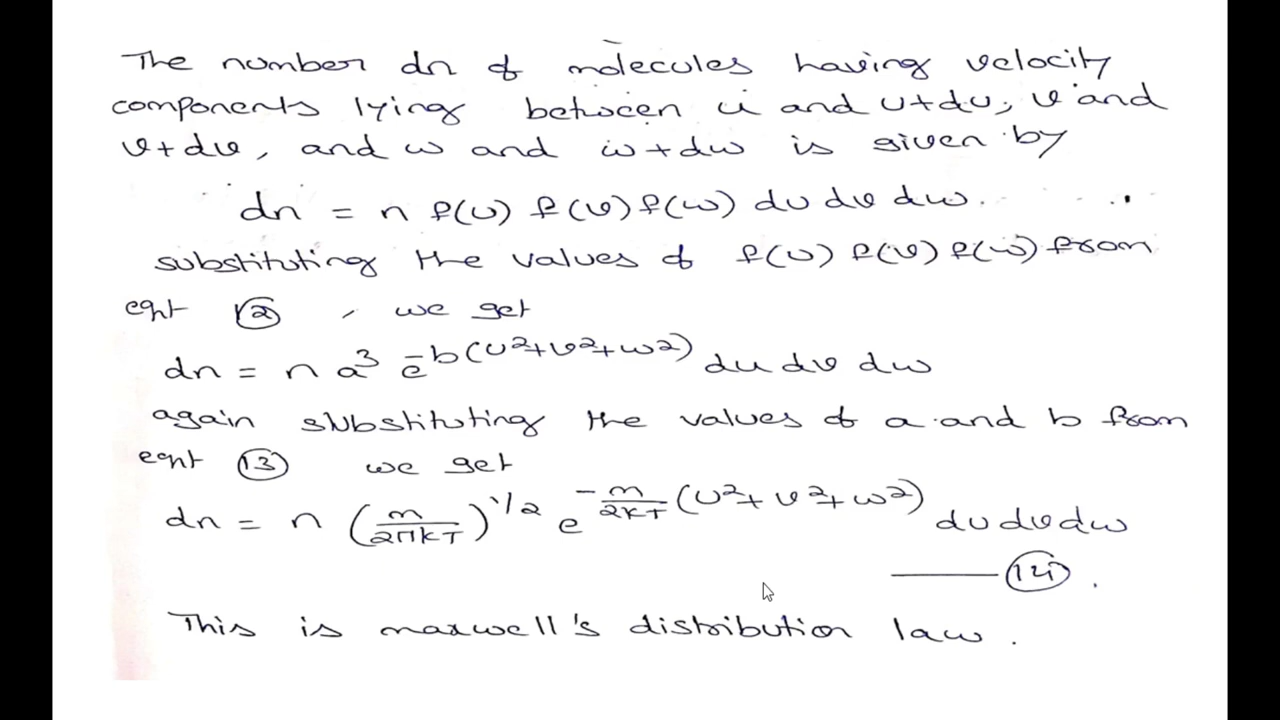 The number dn of molecules having velocity
components lying between u and u+du, v and
v+dv, and w and w+dw is given by
dn = n f(u) f(v) f(w) du dv dw.
substituting the values of f(u) f(v) f(w) from
eqnt (12), we get
dn = n a³ e^{-b(u²+v²+w²)} du dv dw
again substituting the values of a and b from
eqnt (13) we get
dn = n (m/2πkT)^{1/2} e^{-m/2kT (u²+v²+w²)} du dv dw
—— (14).
This is maxwell's distribution law.